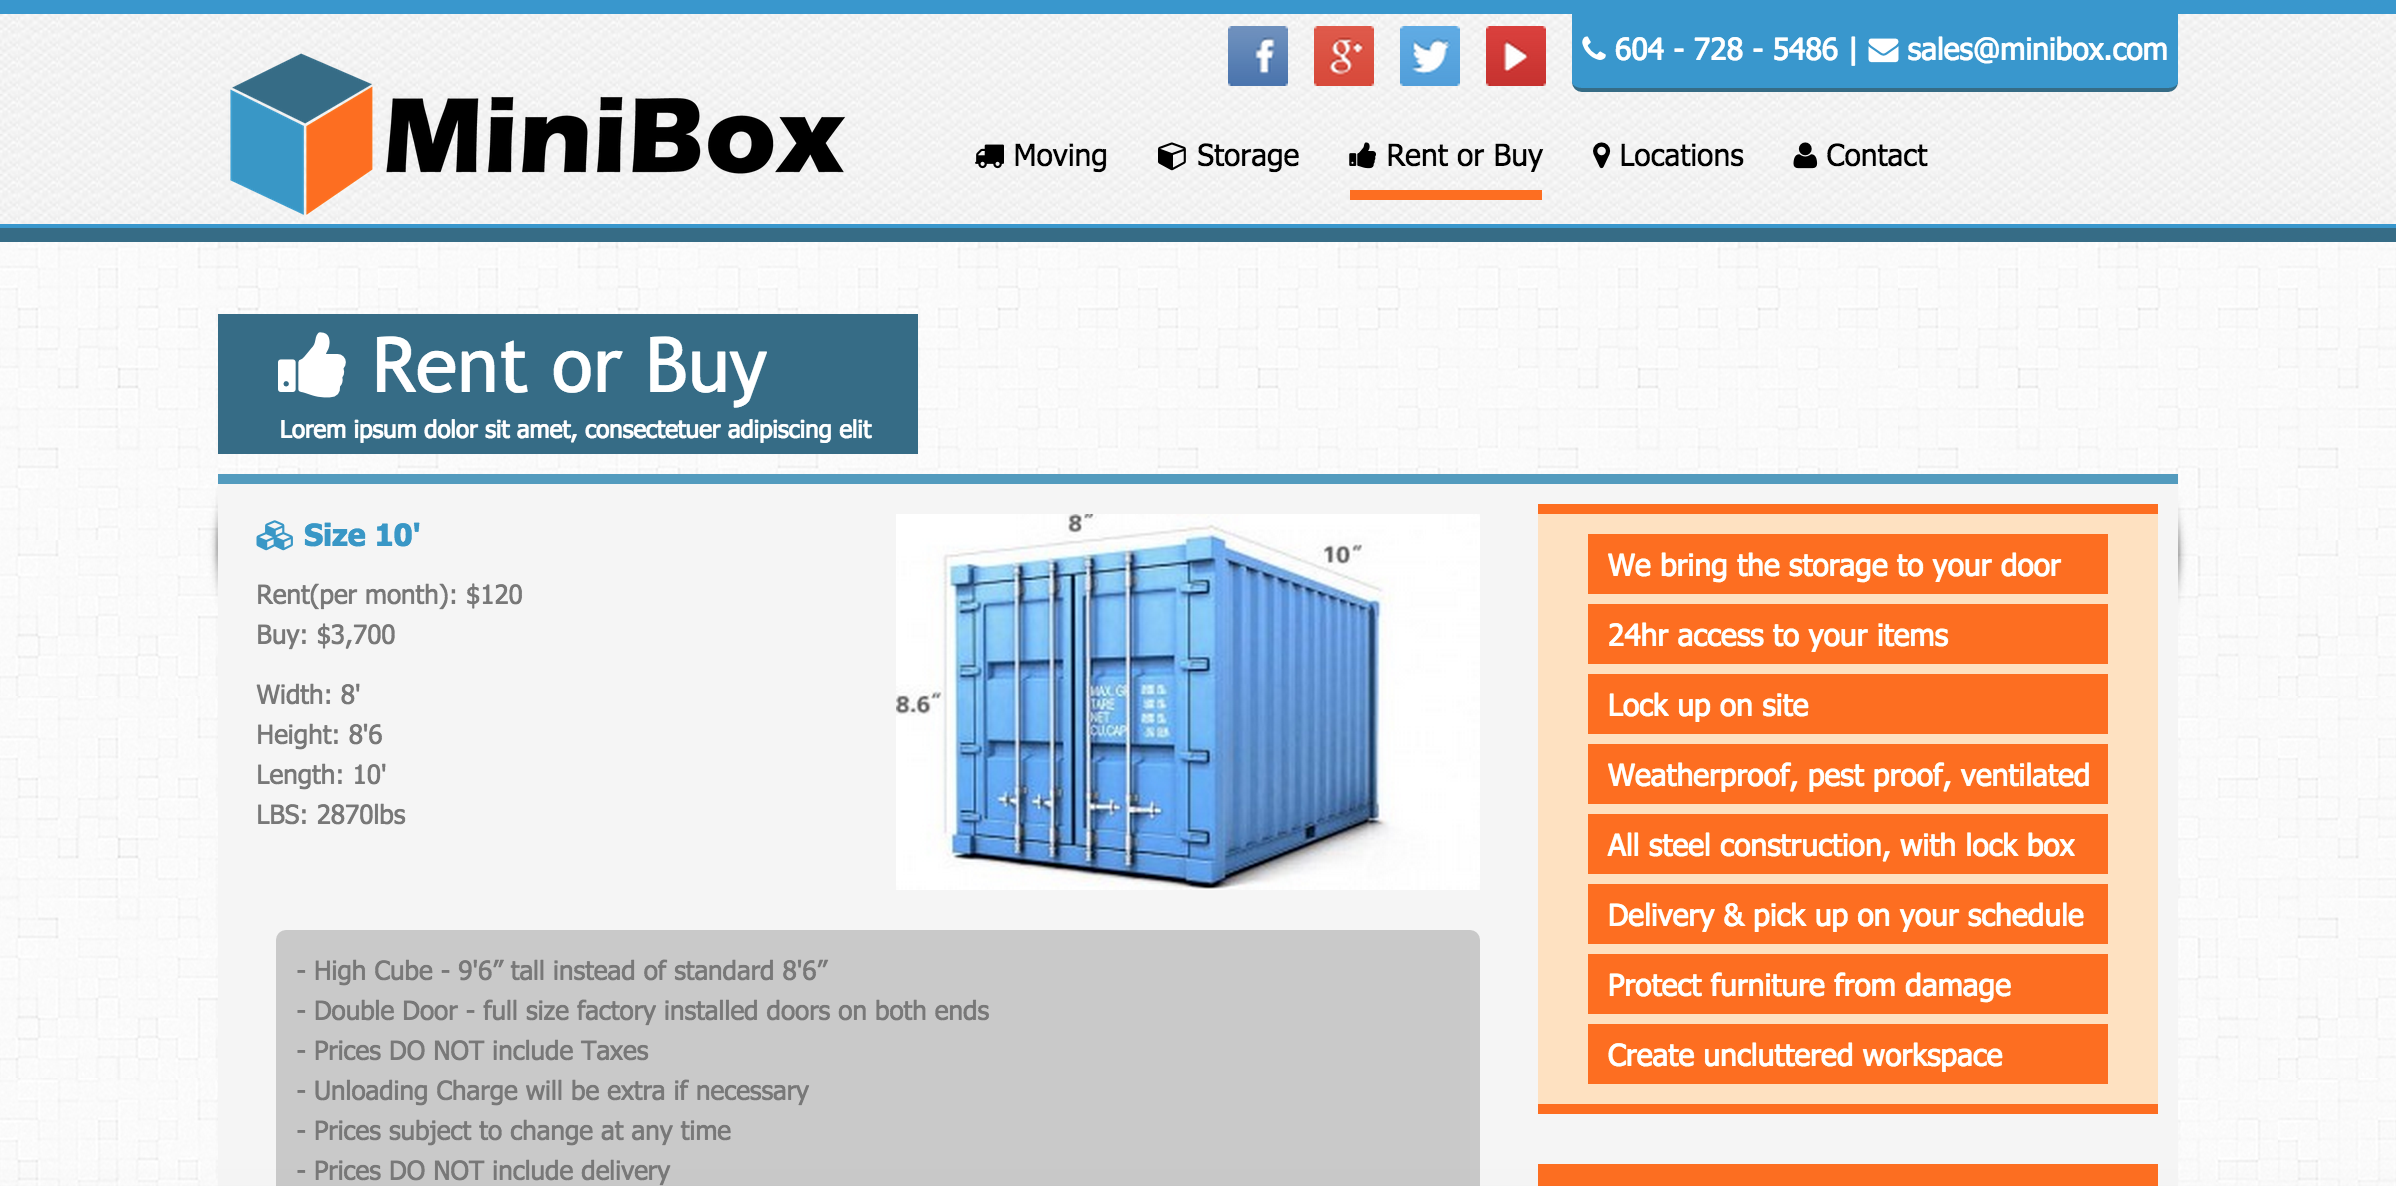 604 - 728 - 5486 | sales@minibox.com
MiniBox
Moving
Storage
Rent or Buy
Locations
Contact
Rent or Buy
Lorem ipsum dolor sit amet, consectetuer adipiscing elit
Size 10'
Rent(per month): $120
Buy: $3,700
Width: 8'
Height: 8'6
Length: 10'
LBS: 2870lbs
8″
10″
8.6″
MAX. G
TARE
NET
CU.CAP
- High Cube - 9'6” tall instead of standard 8'6”
- Double Door - full size factory installed doors on both ends
- Prices DO NOT include Taxes
- Unloading Charge will be extra if necessary
- Prices subject to change at any time
- Prices DO NOT include delivery
We bring the storage to your door
24hr access to your items
Lock up on site
Weatherproof, pest proof, ventilated
All steel construction, with lock box
Delivery & pick up on your schedule
Protect furniture from damage
Create uncluttered workspace